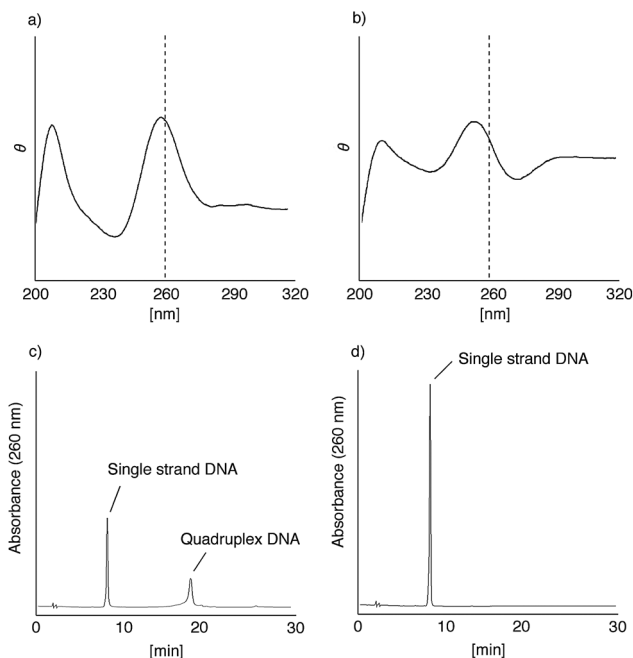 a)
θ
200 230 260 290 320
[nm]
b)
θ
200 230 260 290 320
[nm]
c)
Absorbance (260 nm)
Single strand DNA
Quadruplex DNA
0 10 20 30
[min]
d)
Absorbance (260 nm)
Single strand DNA
0 10 20 30
[min]